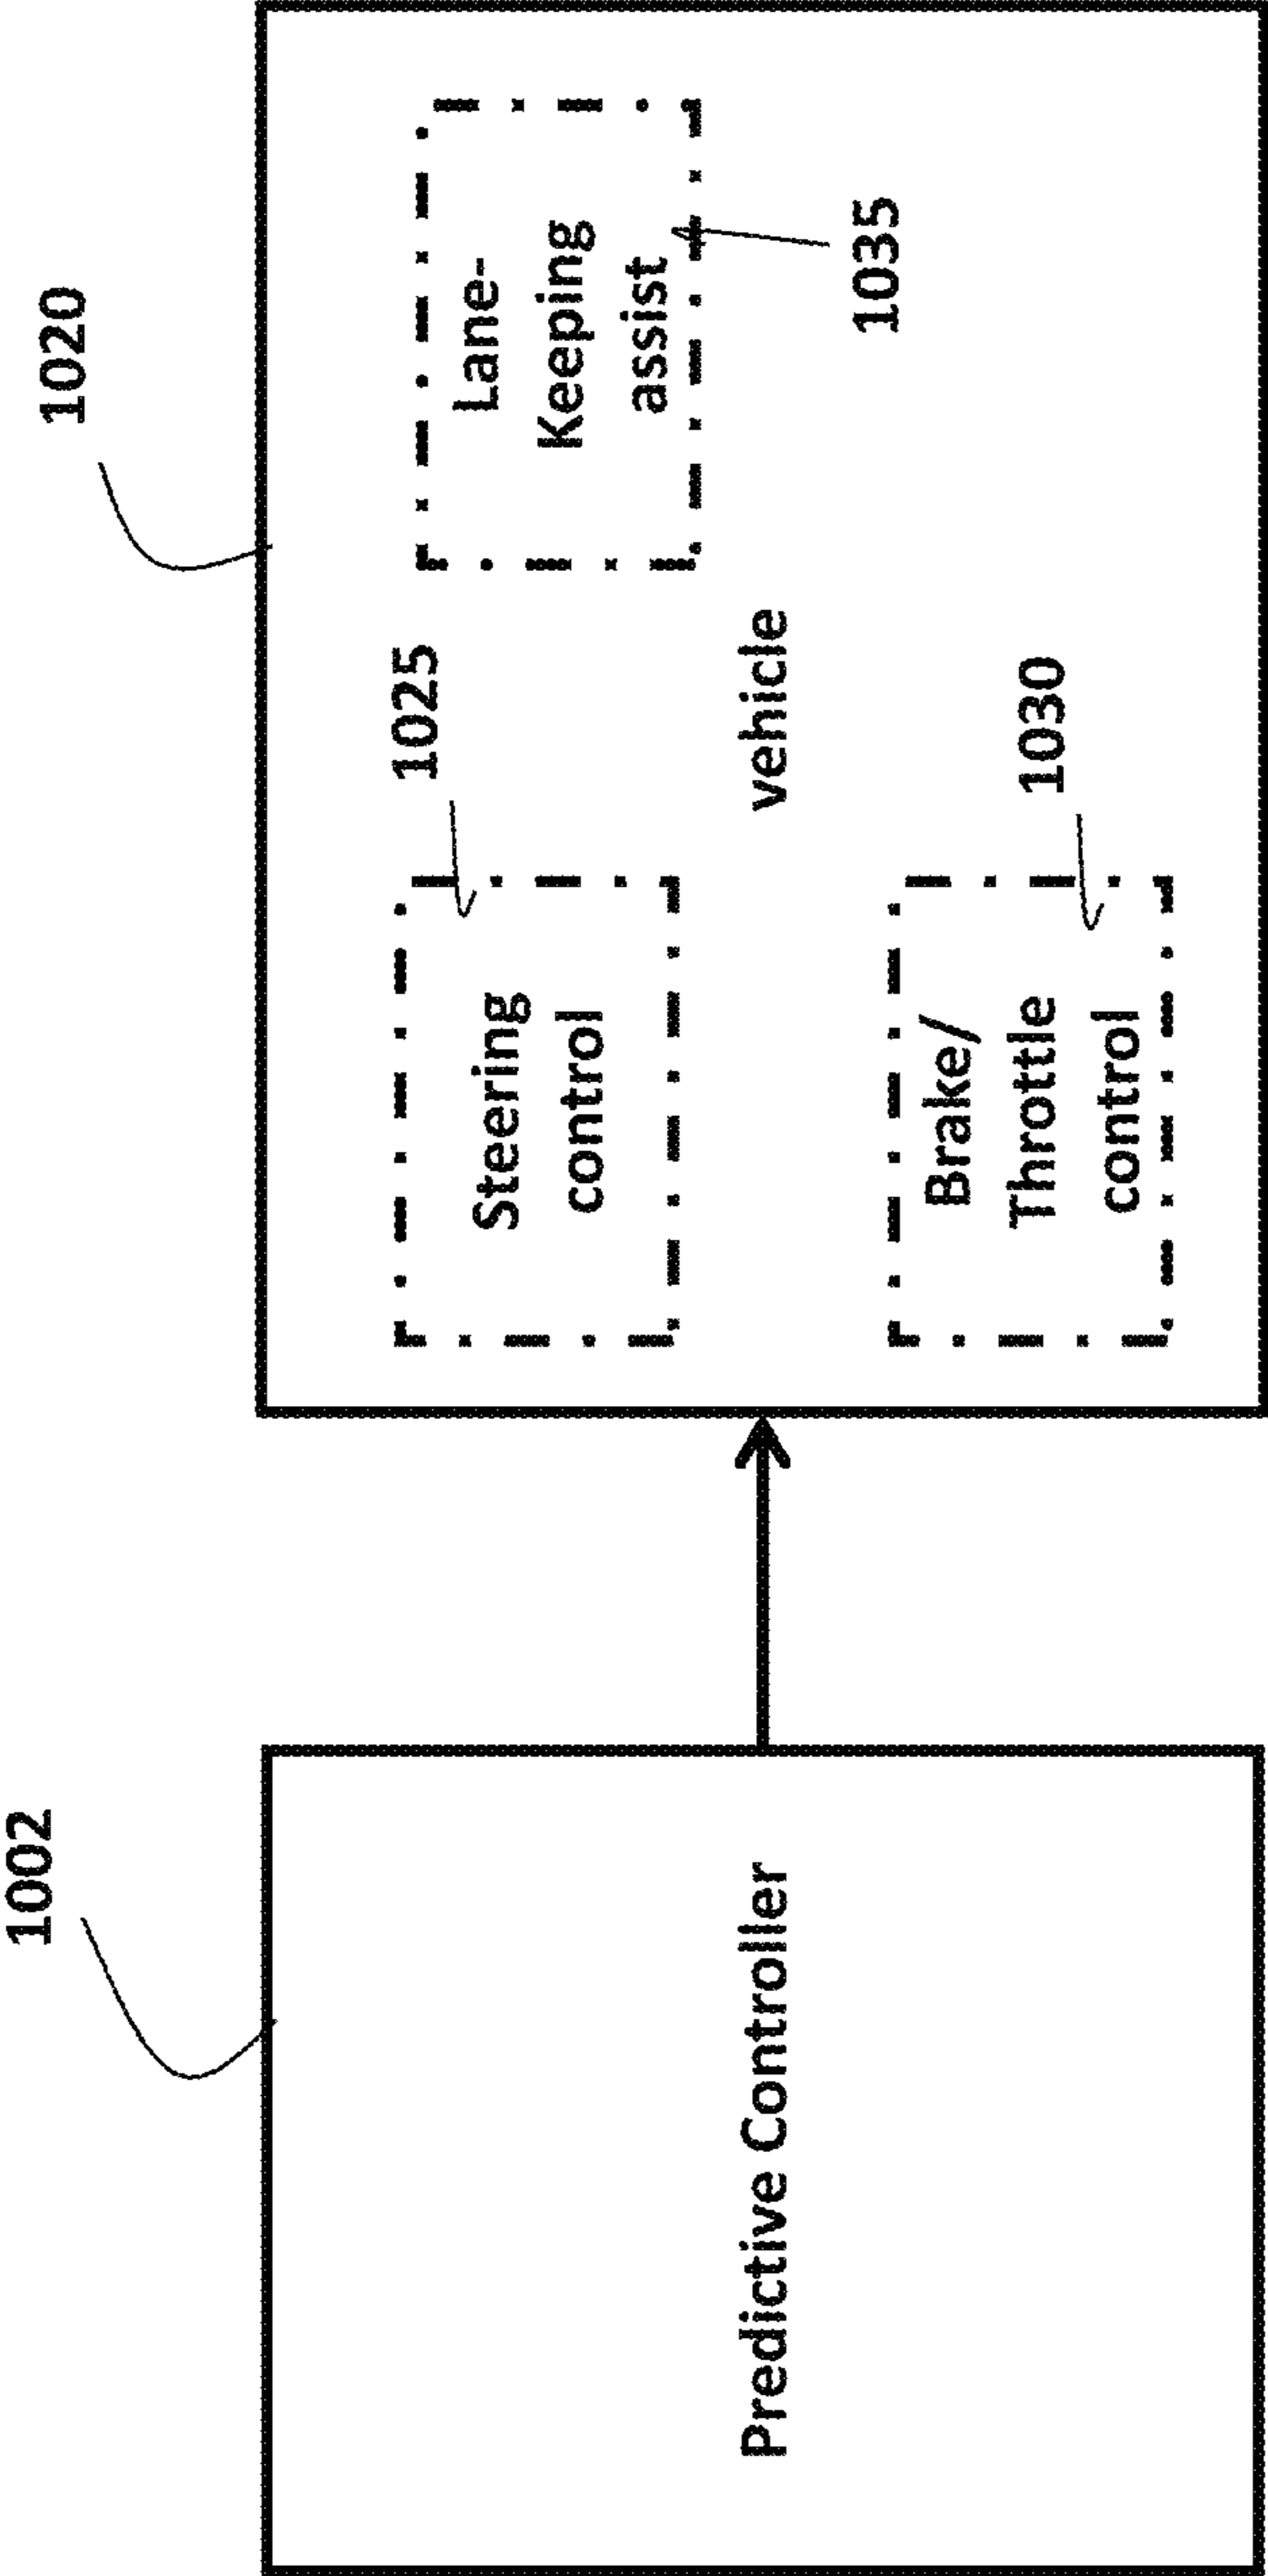 1002
Predictive Controller
1020
1025
Steering
control
Lane-
Keeping
assist
1035
vehicle
1030
Brake/
Throttle
control